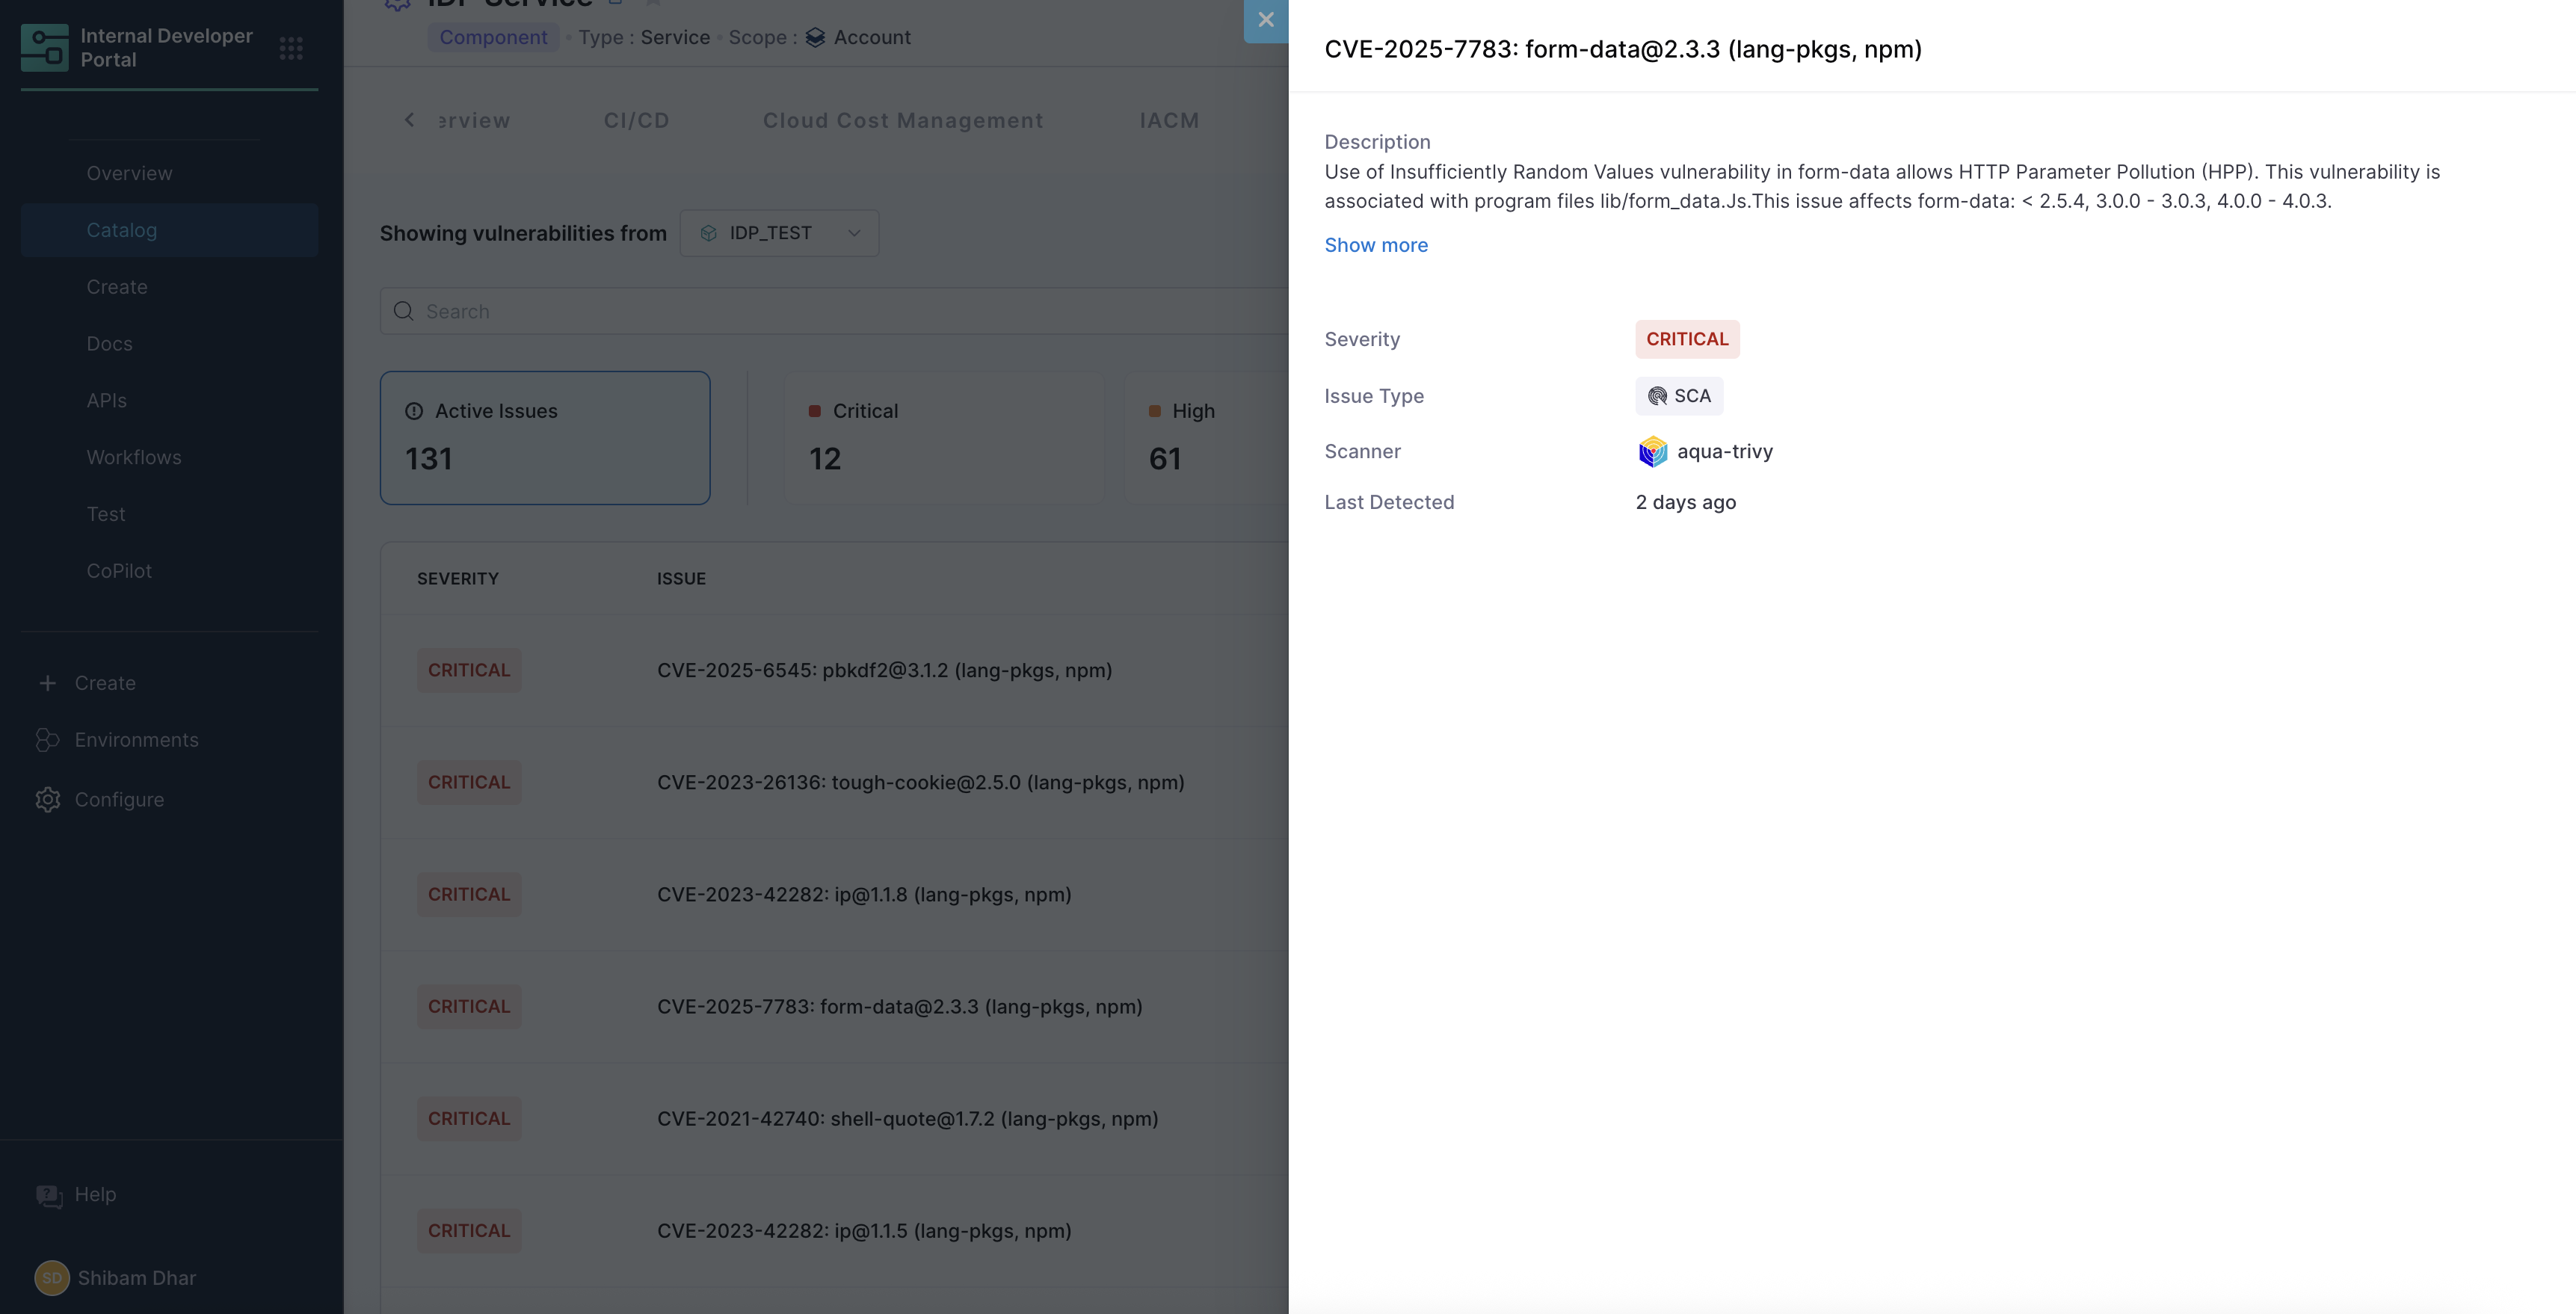 Internal Developer
Portal
Overview
Catalog
Create
Docs
APIs
Workflows
Test
CoPilot
Create
Environments
Configure
Help
SD Shibam Dhar
IDP Service
Component • Type : Service • Scope : Account
erview CI/CD Cloud Cost Management IACM
Showing vulnerabilities from IDP_TEST
Search
Active Issues Critical High
131 12 61
SEVERITY ISSUE
CRITICAL CVE-2025-6545: pbkdf2@3.1.2 (lang-pkgs, npm)
CRITICAL CVE-2023-26136: tough-cookie@2.5.0 (lang-pkgs, npm)
CRITICAL CVE-2023-42282: ip@1.1.8 (lang-pkgs, npm)
CRITICAL CVE-2025-7783: form-data@2.3.3 (lang-pkgs, npm)
CRITICAL CVE-2021-42740: shell-quote@1.7.2 (lang-pkgs, npm)
CRITICAL CVE-2023-42282: ip@1.1.5 (lang-pkgs, npm)
CVE-2025-7783: form-data@2.3.3 (lang-pkgs, npm)
Description
Use of Insufficiently Random Values vulnerability in form-data allows HTTP Parameter Pollution (HPP). This vulnerability is
associated with program files lib/form_data.Js.This issue affects form-data: < 2.5.4, 3.0.0 - 3.0.3, 4.0.0 - 4.0.3.
Show more
Severity CRITICAL
Issue Type SCA
Scanner aqua-trivy
Last Detected 2 days ago